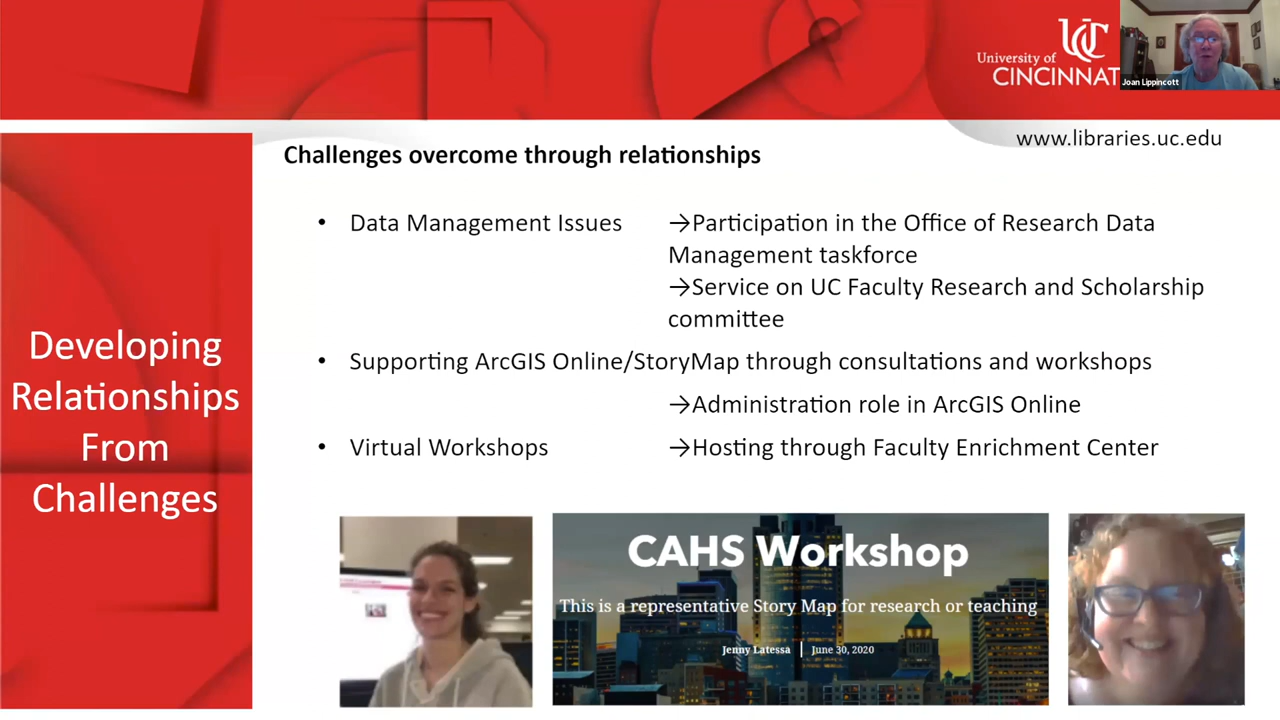 UC
University of
CINCINNAT
Joan Lippincott
www.libraries.uc.edu
Challenges overcome through relationships
Developing
Relationships
From
Challenges
• Data Management Issues →Participation in the Office of Research Data
Management taskforce
→Service on UC Faculty Research and Scholarship
committee
• Supporting ArcGIS Online/StoryMap through consultations and workshops
→Administration role in ArcGIS Online
• Virtual Workshops →Hosting through Faculty Enrichment Center
CAHS Workshop
This is a representative Story Map for research or teaching
Jenny Latessa | June 30, 2020